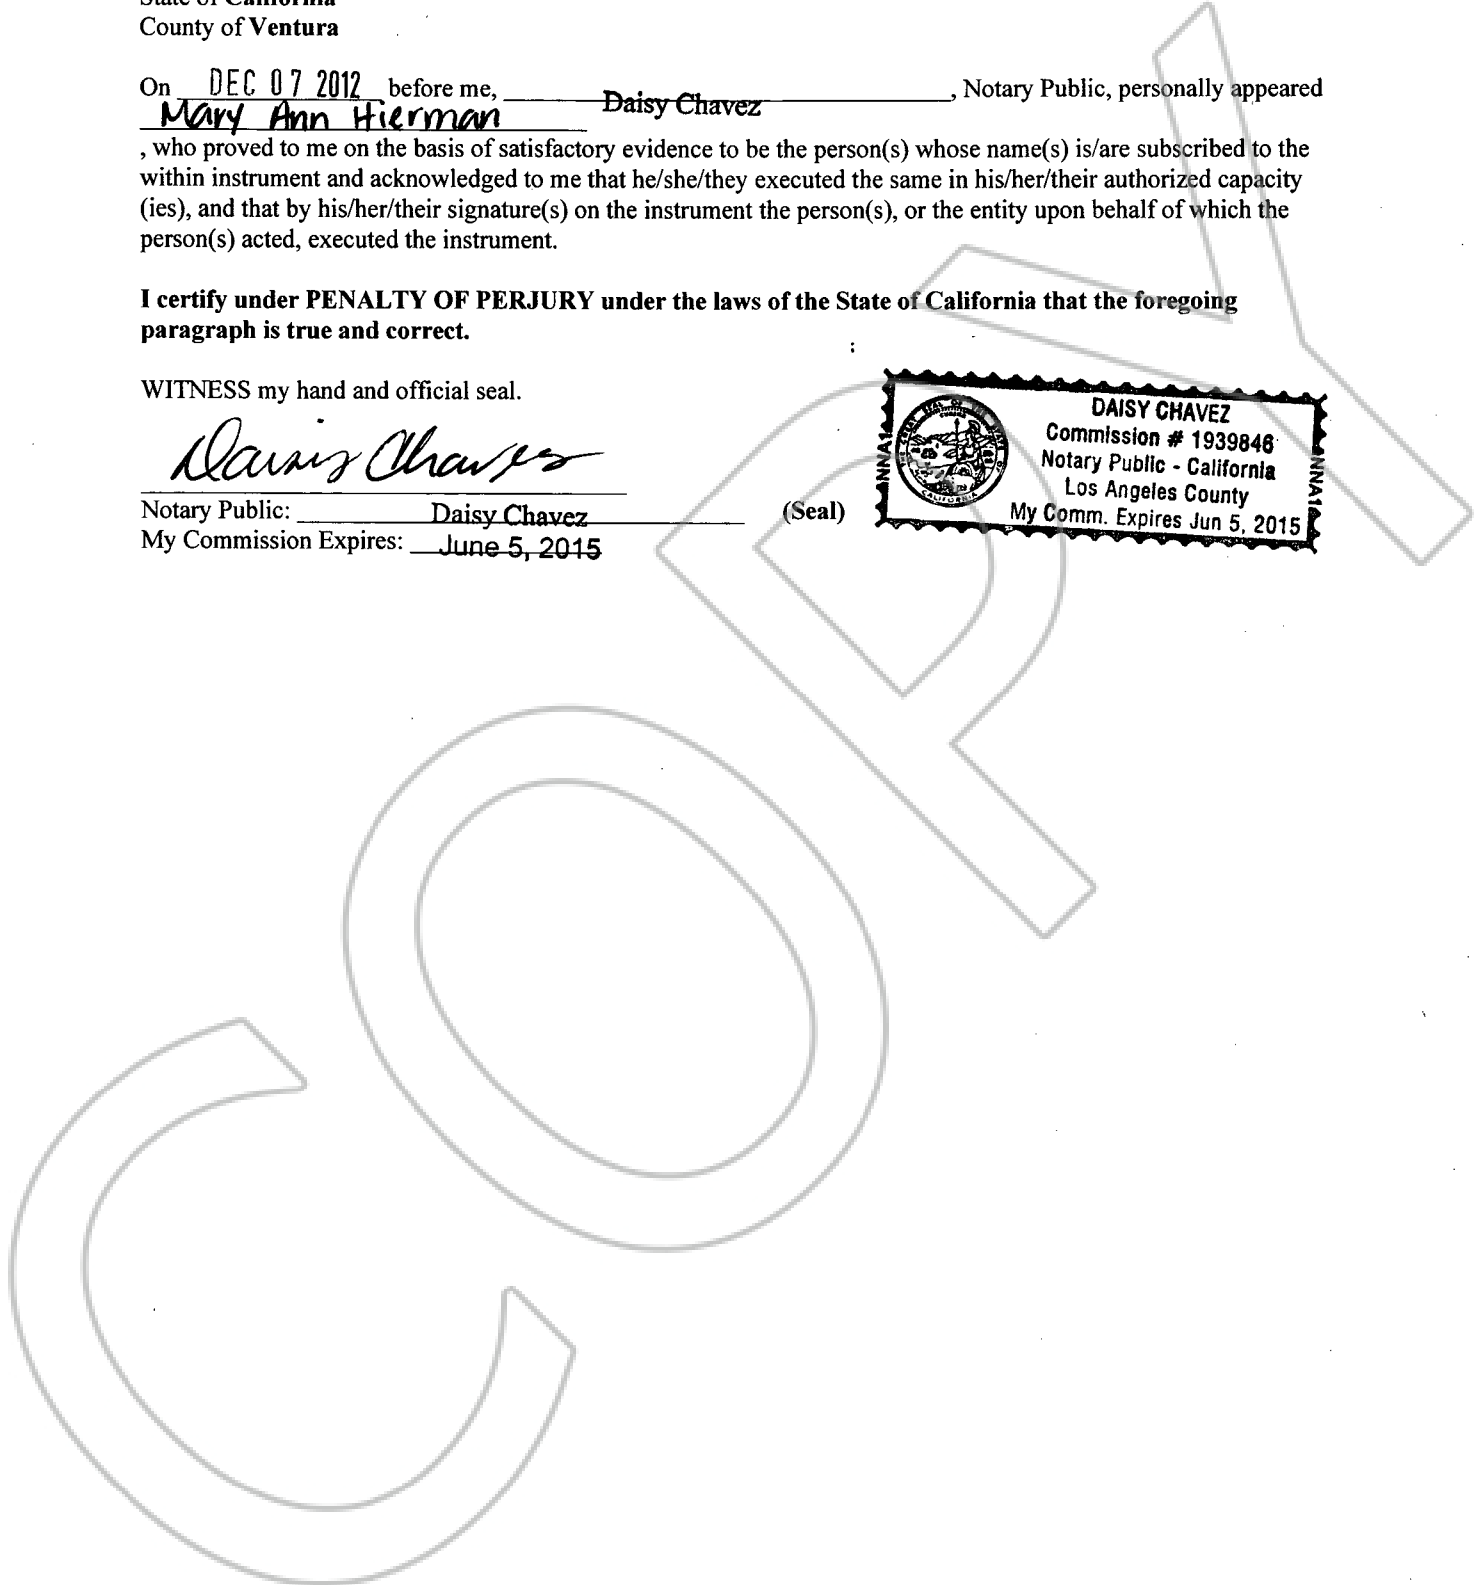 State of California
County of Ventura
On DEC 07 2012 before me, Daisy Chavez, Notary Public, personally appeared
Mary Ann Hierman
, who proved to me on the basis of satisfactory evidence to be the person(s) whose name(s) is/are subscribed to the
within instrument and acknowledged to me that he/she/they executed the same in his/her/their authorized capacity
(ies), and that by his/her/their signature(s) on the instrument the person(s), or the entity upon behalf of which the
person(s) acted, executed the instrument.
I certify under PENALTY OF PERJURY under the laws of the State of California that the foregoing
paragraph is true and correct.
WITNESS my hand and official seal.
Daisy Chavez
Notary Public: Daisy Chavez (Seal)
My Commission Expires: June 5, 2015
DAISY CHAVEZ
Commission # 1939846
Notary Public - California
Los Angeles County
My Comm. Expires Jun 5, 2015
NNA1
NNA1
COPY